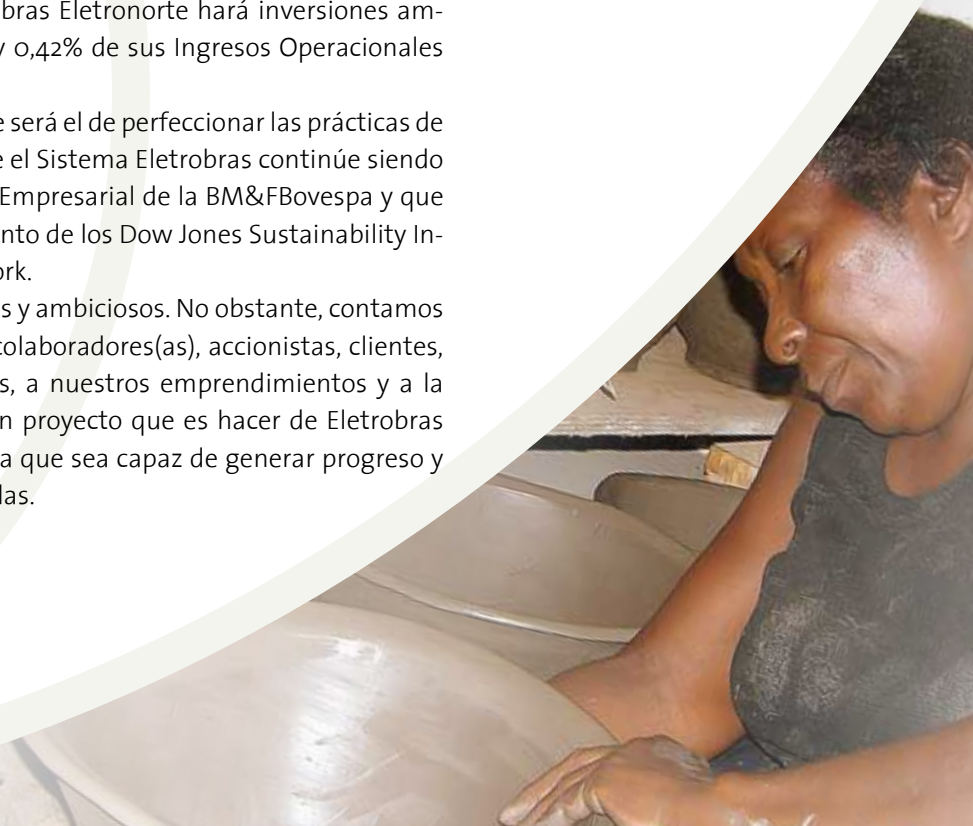 bras Eletronorte hará inversiones am-
y 0,42% de sus Ingresos Operacionales
e será el de perfeccionar las prácticas de
e el Sistema Eletrobras continúe siendo
Empresarial de la BM&FBovespa y que
nto de los Dow Jones Sustainability In-
ork.
s y ambiciosos. No obstante, contamos
colaboradores(as), accionistas, clientes,
s, a nuestros emprendimientos y a la
n proyecto que es hacer de Eletrobras
a que sea capaz de generar progreso y
las.